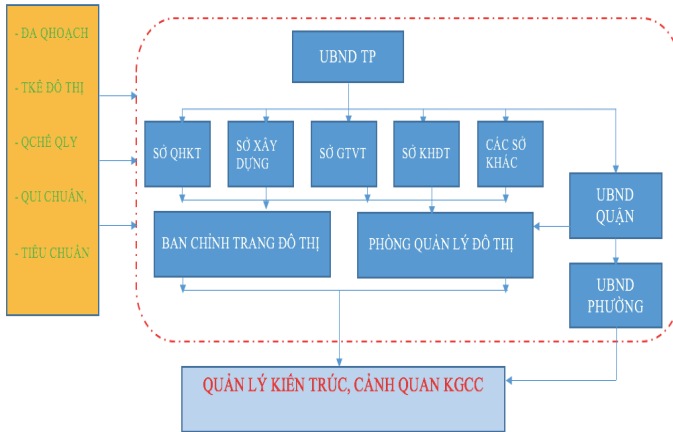 - DA QHOẠCH
- TKẾ ĐÔ THỊ
- QCHẾ QLY
- QUI CHUẨN,
- TIÊU CHUẨN
UBND TP
SỞ QHKT
SỞ XÂY
DỰNG
SỞ GTVT
SỞ KHĐT
CÁC SỞ
KHÁC
UBND
QUẬN
BAN CHỈNH TRANG ĐÔ THỊ
PHÒNG QUẢN LÝ ĐÔ THỊ
UBND
PHƯỜNG
QUẢN LÝ KIẾN TRÚC, CẢNH QUAN KGCC